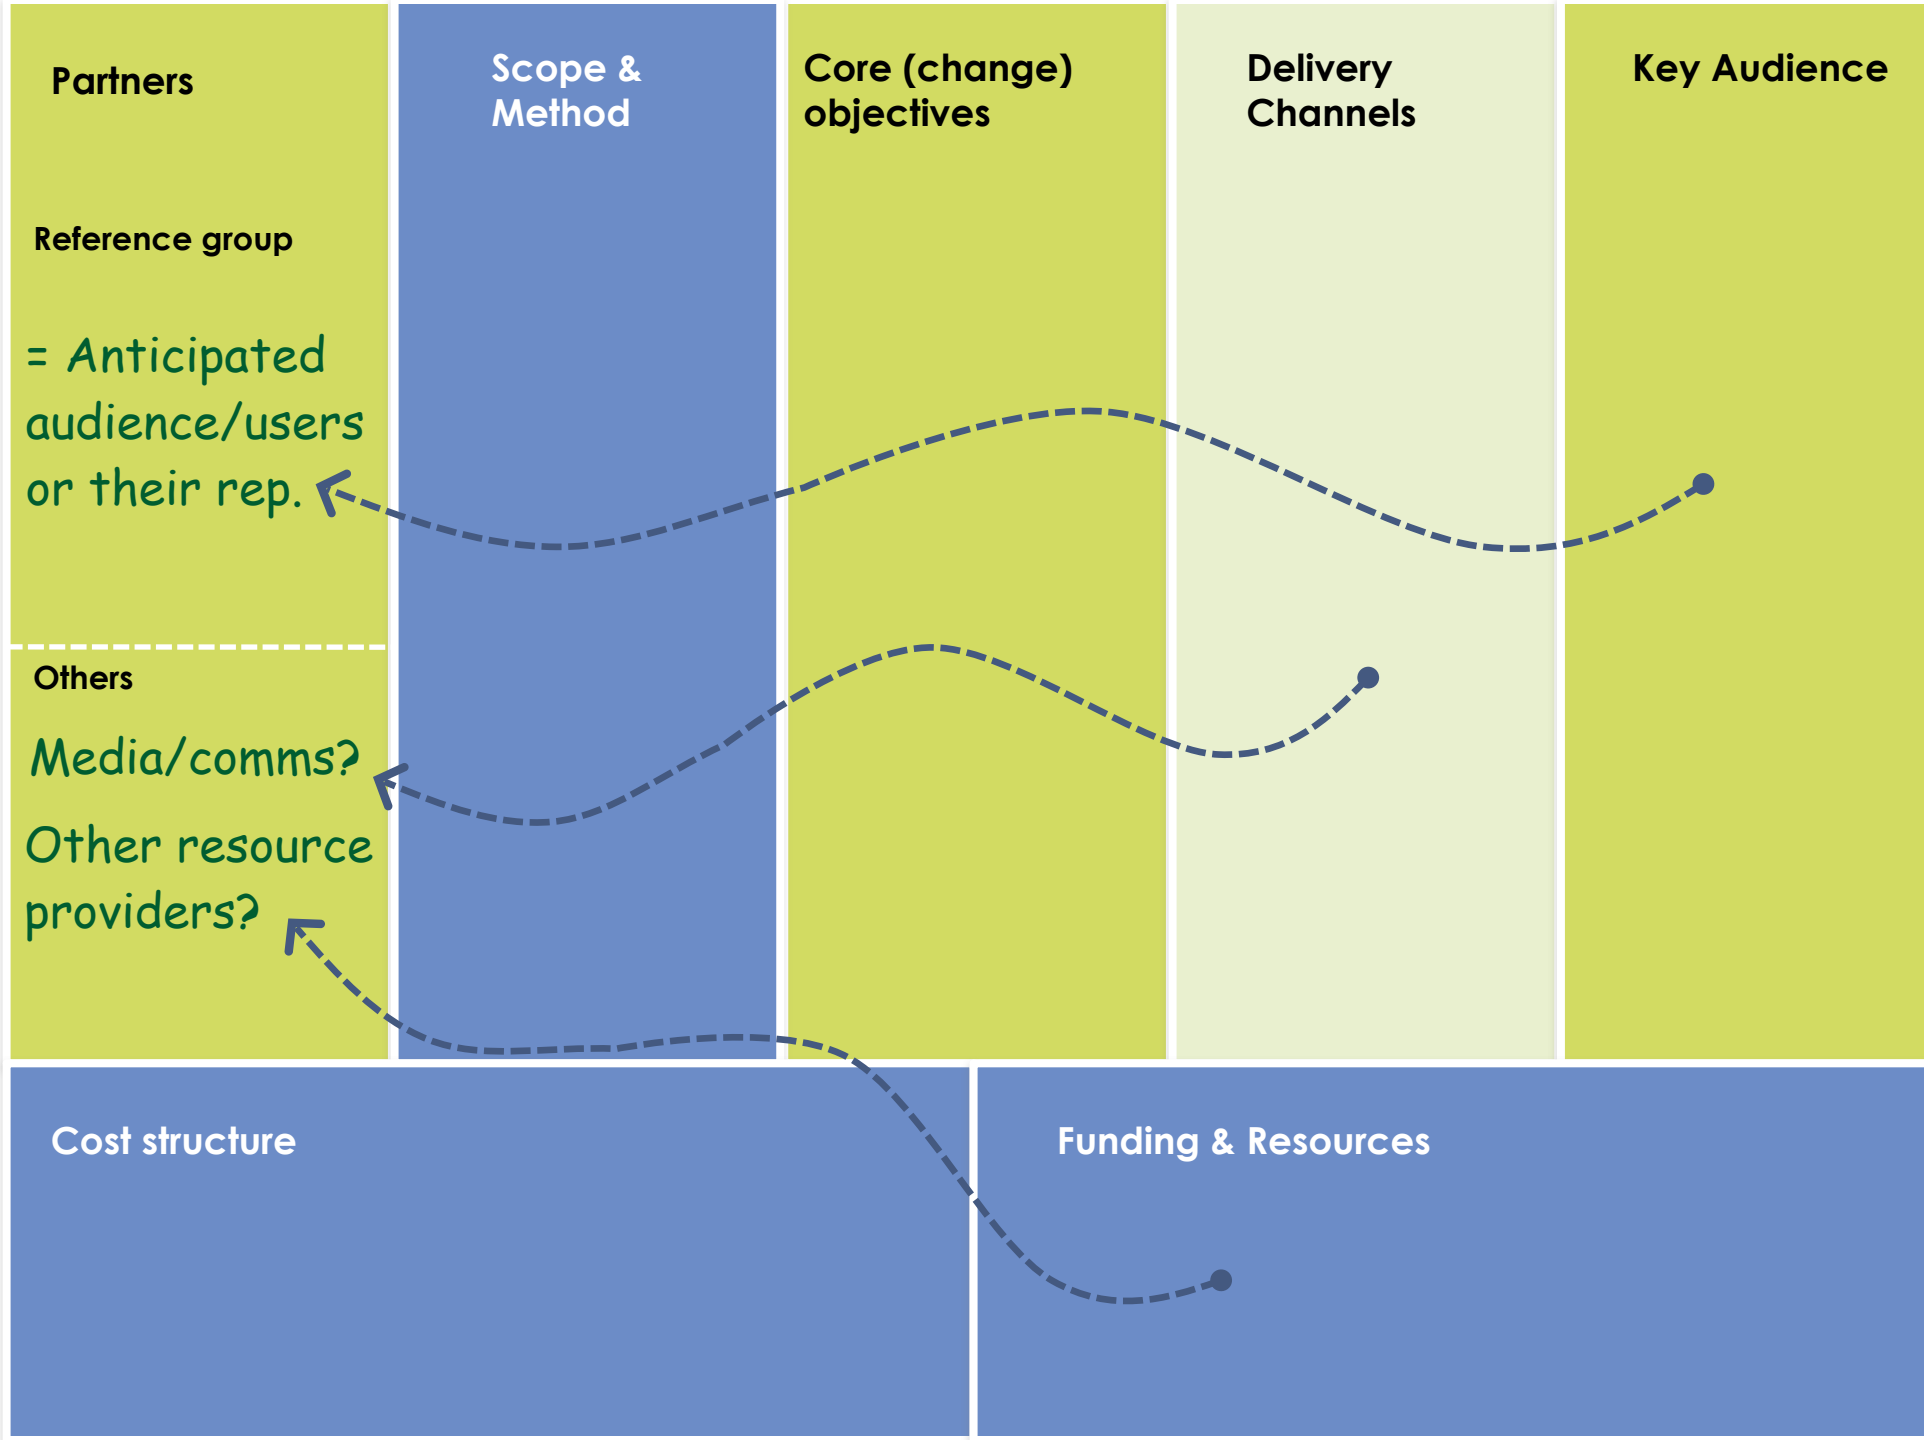 Partners
Reference group
= Anticipated
audience/users
or their rep.
Others
Media/comms?
Other resource
providers?
Scope &
Method
Core (change)
objectives
Delivery
Channels
Key Audience
Cost structure
Funding & Resources